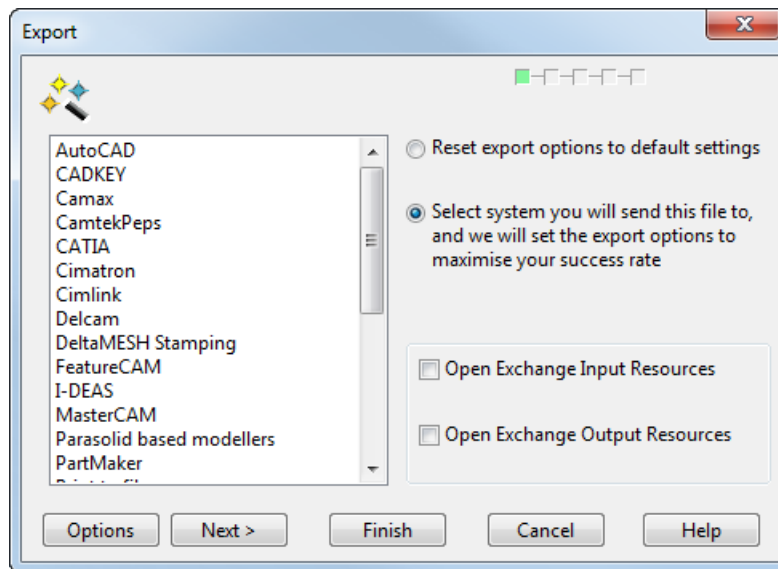 Export
AutoCAD
CADKEY
Camax
CamtekPeps
CATIA
Cimatron
Cimlink
Delcam
DeltaMESH Stamping
FeatureCAM
I-DEAS
MasterCAM
Parasolid based modellers
PartMaker
Reset export options to default settings
Select system you will send this file to,
and we will set the export options to
maximise your success rate
Open Exchange Input Resources
Open Exchange Output Resources
Options
Next >
Finish
Cancel
Help